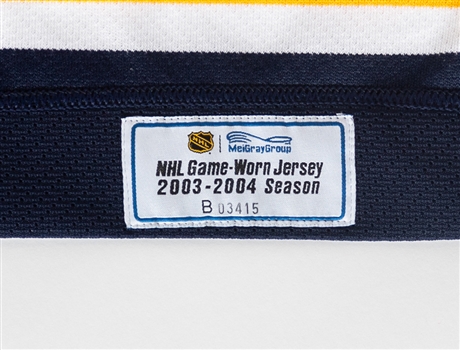 NHL MeiGrayGroup
NHL Game-Worn Jersey
2003-2004 Season
B 03415